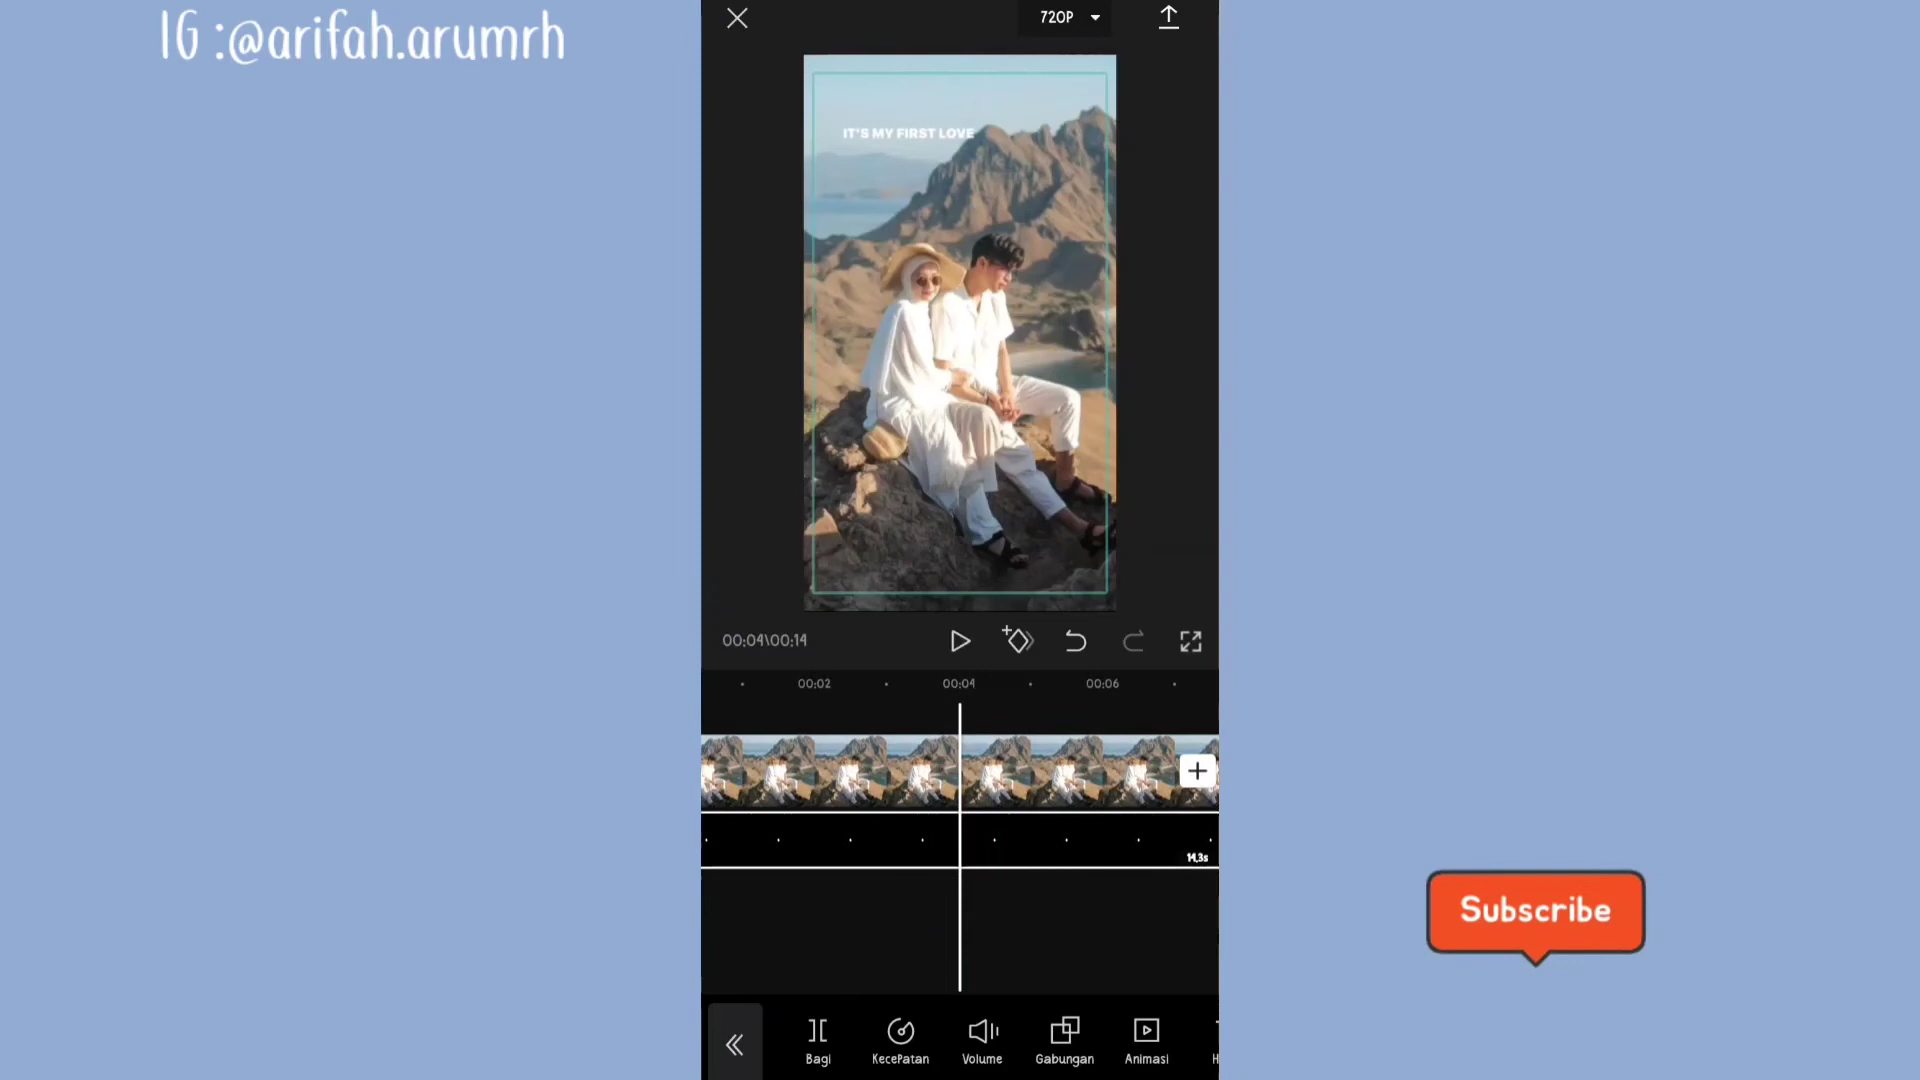 IG :@arifah.arumrh
720P
IT'S MY FIRST LOVE
00:04\00:14
00:02
00:04
00:06
14.3s
Subscribe
Bagi
Kecepatan
Volume
Gabungan
Animasi